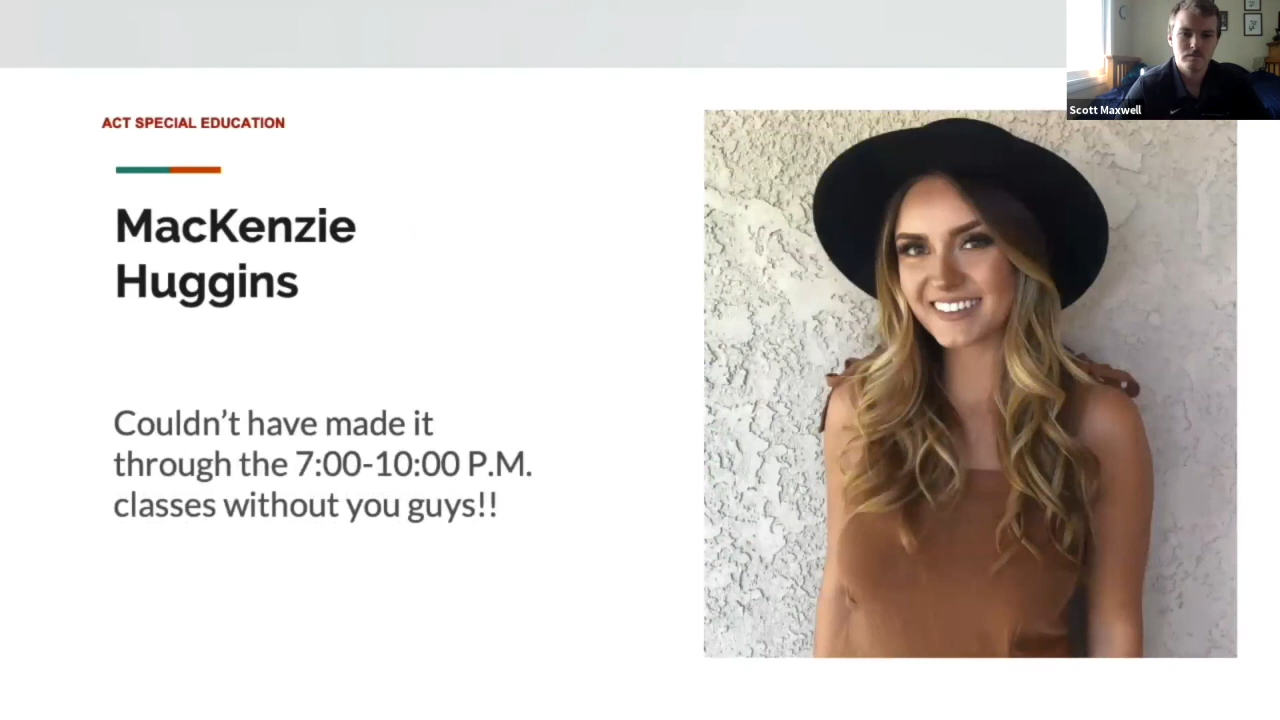 Scott Maxwell
ACT SPECIAL EDUCATION
MacKenzie
Huggins
Couldn’t have made it
through the 7:00-10:00 P.M.
classes without you guys!!